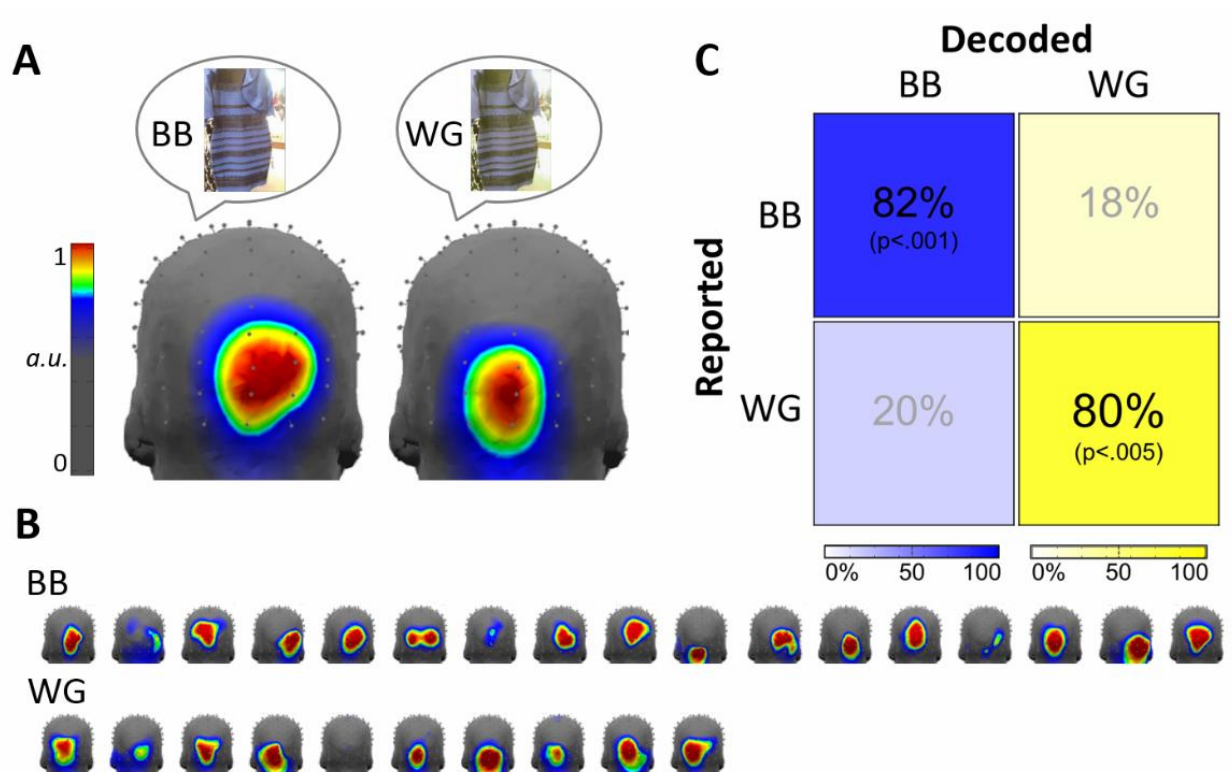 A
BB
WG
1
a.u.
0
B
BB
WG
C
Decoded
BB WG
Reported
BB
82%
(p<.001)
18%
WG
20%
80%
(p<.005)
0% 50 100
0% 50 100